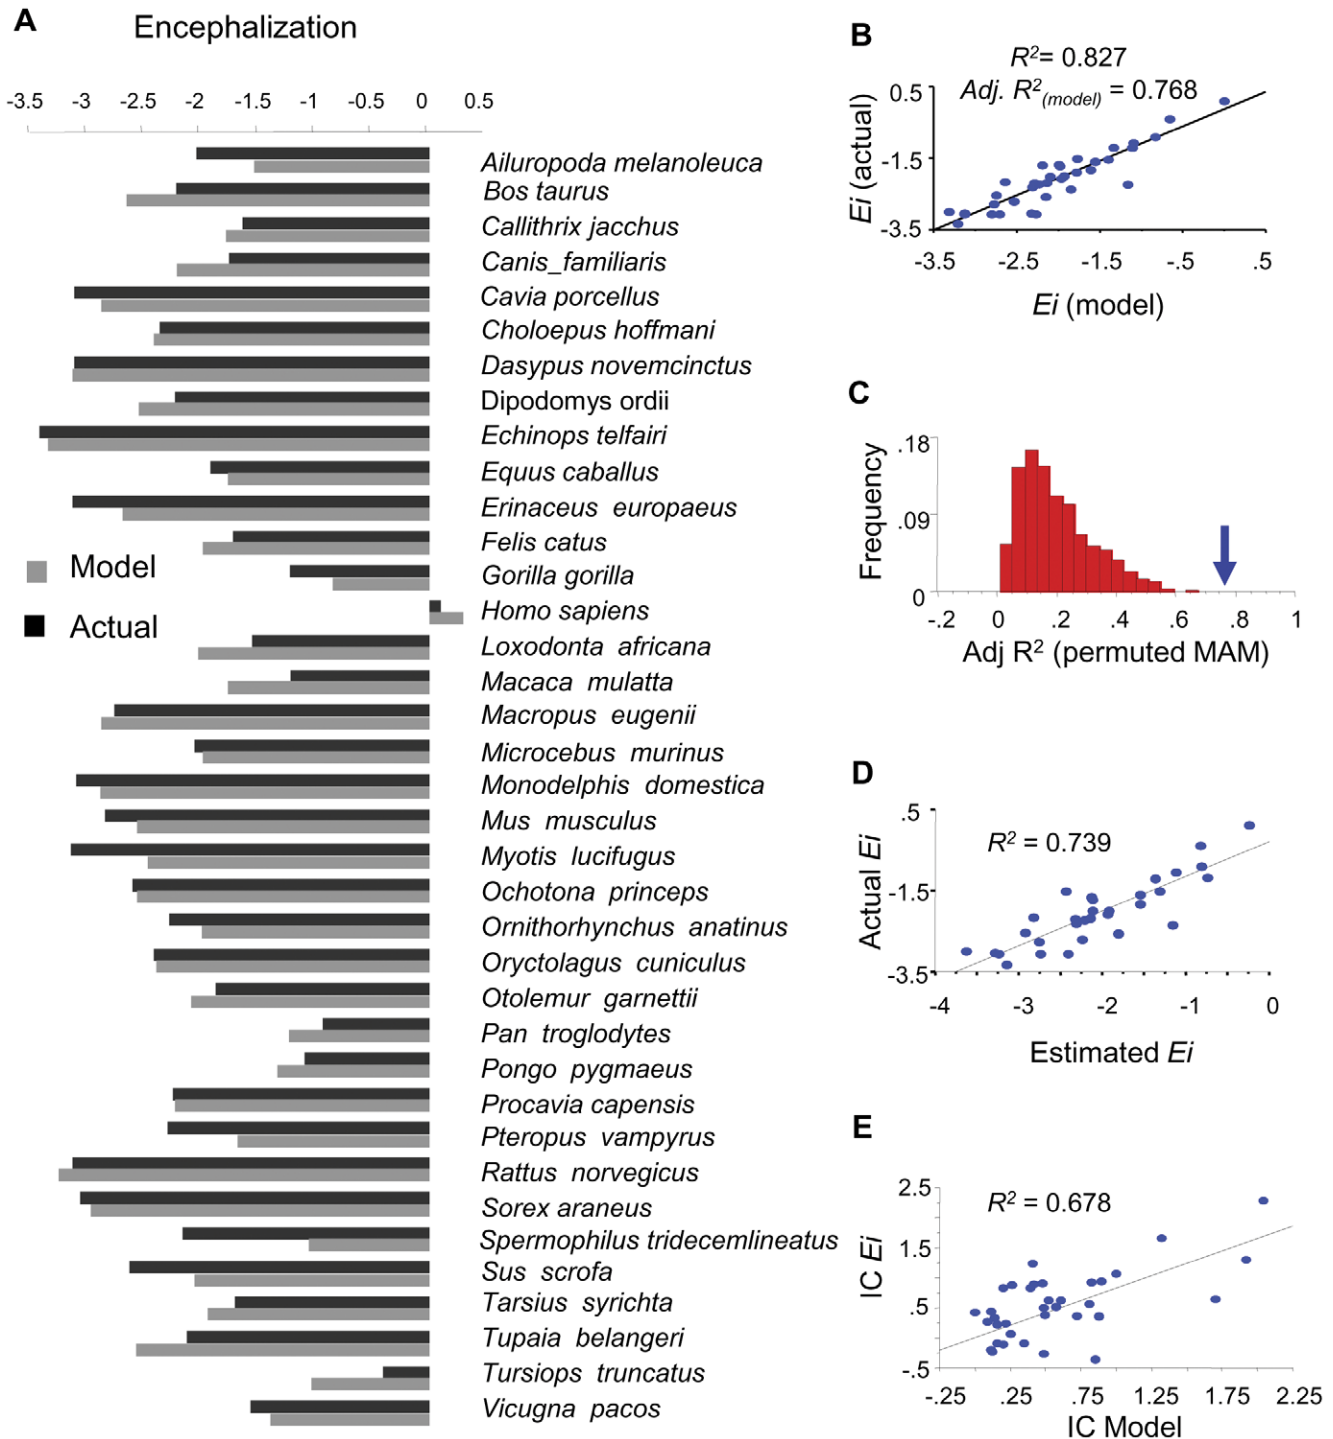 A
Encephalization
-3.5 -3 -2.5 -2 -1.5 -1 -0.5 0 0.5
Ailuropoda melanoleuca
Bos taurus
Callithrix jacchus
Canis_familiaris
Cavia porcellus
Choloepus hoffmani
Dasypus novemcinctus
Dipodomys ordii
Echinops telfairi
Equus caballus
Erinaceus europaeus
Felis catus
Gorilla gorilla
Homo sapiens
Loxodonta africana
Macaca mulatta
Macropus eugenii
Microcebus murinus
Monodelphis domestica
Mus musculus
Myotis lucifugus
Ochotona princeps
Ornithorhynchus anatinus
Oryctolagus cuniculus
Otolemur garnettii
Pan troglodytes
Pongo pygmaeus
Procavia capensis
Pteropus vampyrus
Rattus norvegicus
Sorex araneus
Spermophilus tridecemlineatus
Sus scrofa
Tarsius syrichta
Tupaia belangeri
Tursiops truncatus
Vicugna pacos
Model
Actual
B
R²= 0.827
Adj. R²(model) = 0.768
0.5
-1.5
-3.5
Ei (actual)
-3.5 -2.5 -1.5 -.5 .5
Ei (model)
C
.18
.09
0
Frequency
-.2 0 .2 .4 .6 .8 1
Adj R² (permuted MAM)
D
R² = 0.739
.5
-1.5
-3.5
Actual Ei
-4 -3 -2 -1 0
Estimated Ei
E
R² = 0.678
2.5
1.5
.5
-.5
IC Ei
-.25 .25 .75 1.25 1.75 2.25
IC Model